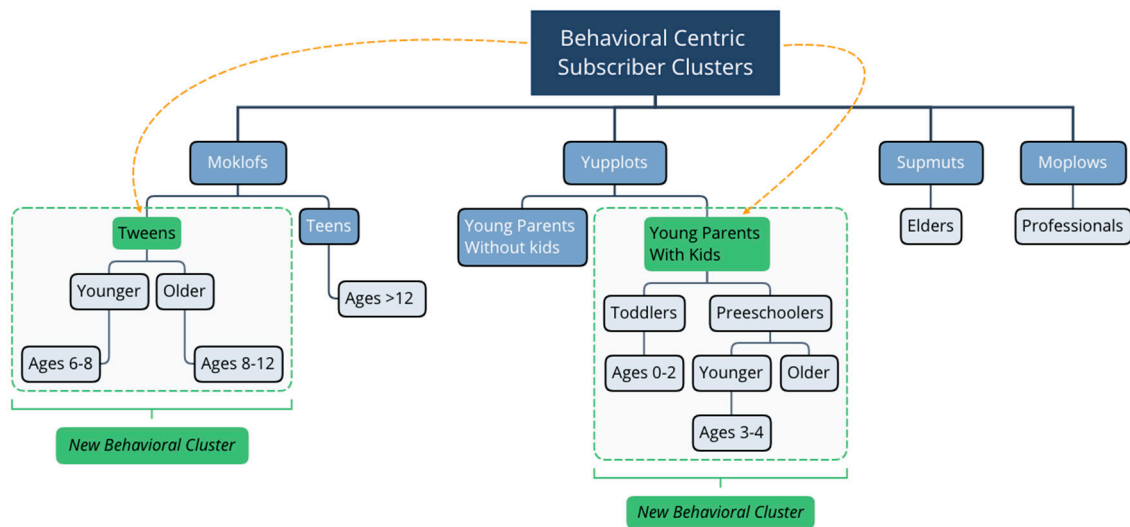 Behavioral Centric
Subscriber Clusters
Moklofs
Yupplots
Supmuts
Moplows
Tweens
Teens
Young Parents
Without kids
Young Parents
With Kids
Elders
Professionals
Younger
Older
Ages >12
Toddlers
Preeschoolers
Ages 6-8
Ages 8-12
Ages 0-2
Younger
Older
Ages 3-4
New Behavioral Cluster
New Behavioral Cluster